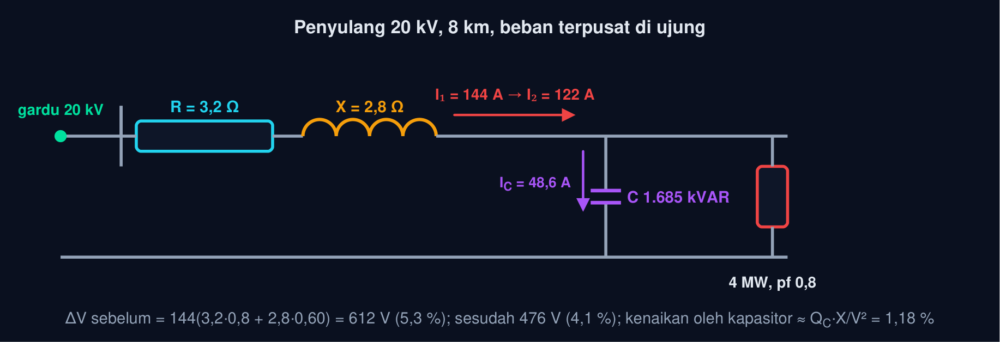 Penyulang 20 kV, 8 km, beban terpusat di ujung
I₁ = 144 A → I₂ = 122 A
gardu 20 kV
R = 3,2 Ω
X = 2,8 Ω
I_C = 48,6 A
C 1.685 kVAR
4 MW, pf 0,8
ΔV sebelum = 144(3,2·0,8 + 2,8·0,60) = 612 V (5,3 %); sesudah 476 V (4,1 %); kenaikan oleh kapasitor ≈ Q_C·X/V² = 1,18 %